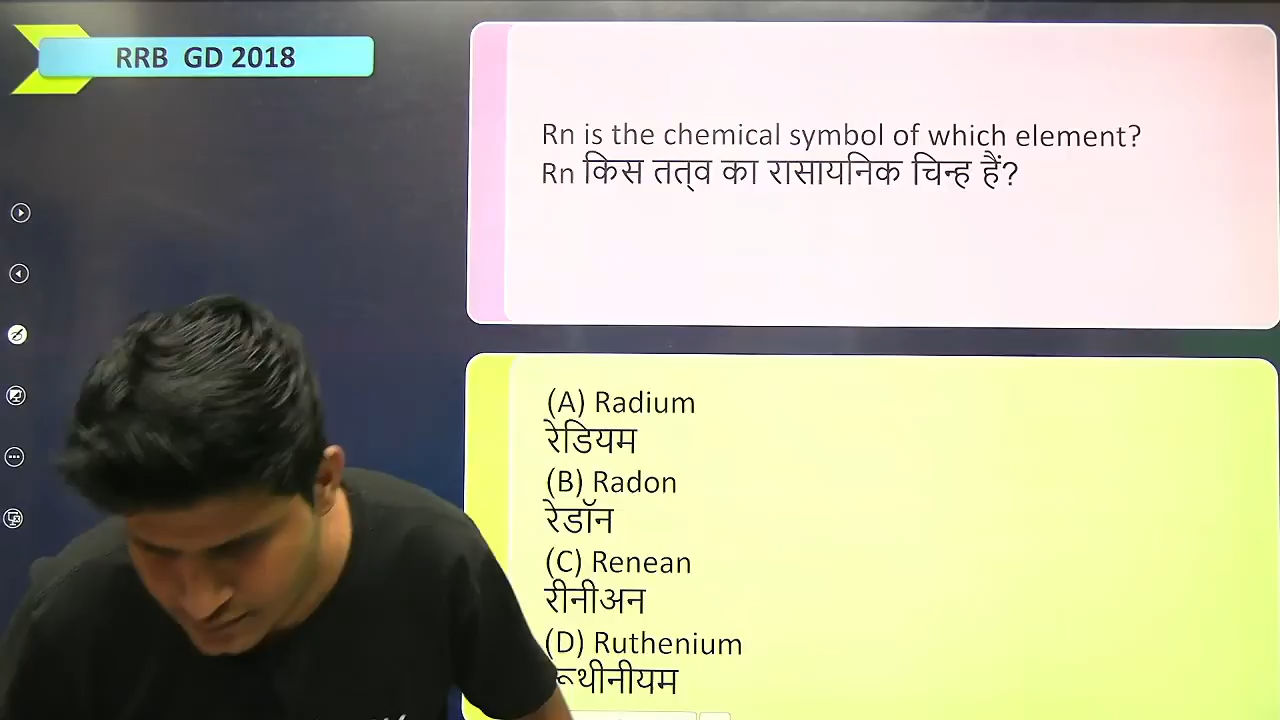 RRB GD 2018
Rn is the chemical symbol of which element?
Rn किस तत्व का रासायनिक चिन्ह हैं?
(A) Radium
रेडियम
(B) Radon
रेडॉन
(C) Renean
रीनीअन
(D) Ruthenium
रूथीनीयम